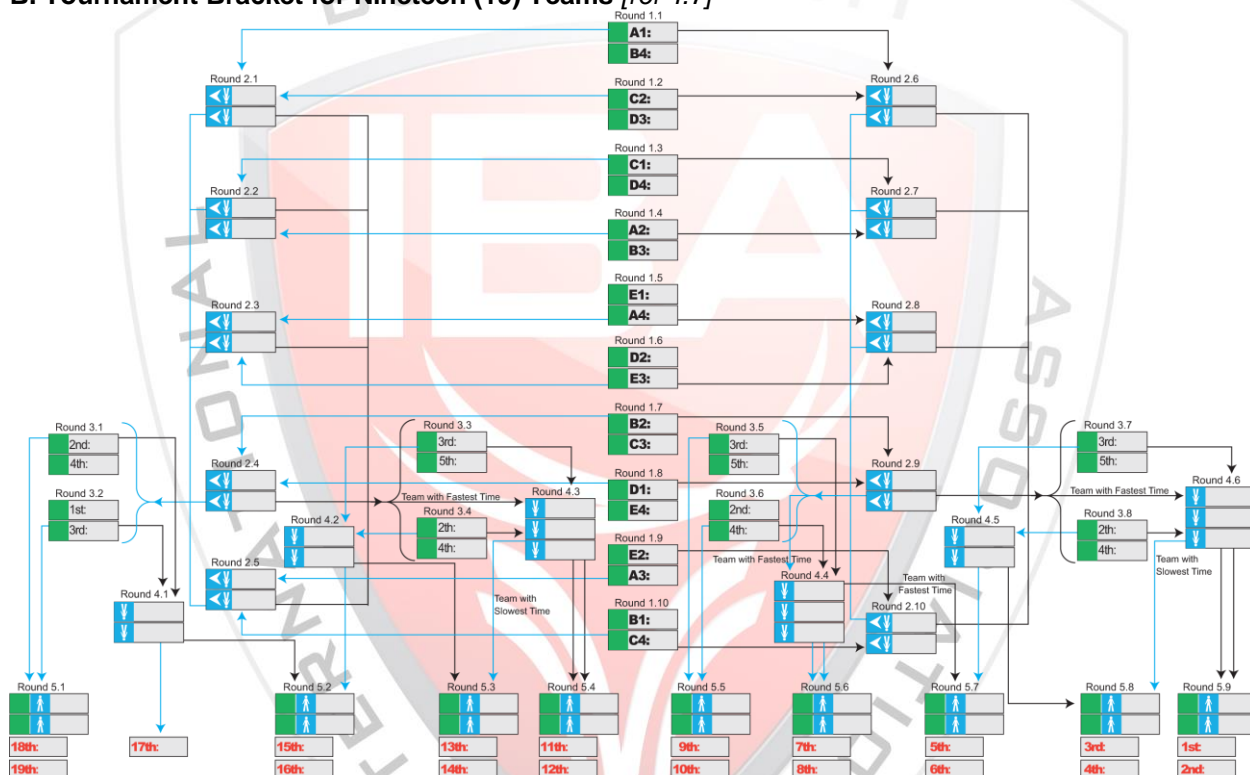 B. Tournament Bracket for Nineteen (19) Teams [ref 4.7]
Round 1.1
A1:
B4:
Round 2.1
Round 1.2
C2:
D3:
Round 2.6
Round 1.3
C1:
D4:
Round 2.2
Round 2.7
Round 1.4
A2:
B3:
Round 1.5
E1:
A4:
Round 2.3
Round 2.8
Round 1.6
D2:
E3:
Round 1.7
B2:
C3:
Round 3.1
2nd:
4th:
Round 3.3
3rd:
5th:
Round 3.5
3rd:
5th:
Round 3.7
3rd:
5th:
Round 2.4
Round 1.8
D1:
E4:
Round 2.9
Round 3.2
1st:
3rd:
Team with Fastest Time
Round 4.3
Round 3.6
2nd:
4th:
Team with Fastest Time
Round 4.6
Round 4.2
Round 3.4
2th:
4th:
Round 4.5
Round 3.8
2th:
4th:
Round 1.9
E2:
A3:
Team with Fastest Time
Team with
Slowest Time
Round 2.5
Round 4.4
Team with
Fastest Time
Round 4.1
Team with
Slowest Time
Round 1.10
B1:
C4:
Round 2.10
Round 5.1
Round 5.2
Round 5.3
Round 5.4
Round 5.5
Round 5.6
Round 5.7
Round 5.8
Round 5.9
18th:
17th:
15th:
13th:
11th:
9th:
7th:
5th:
3rd:
1st:
19th:
16th:
14th:
12th:
10th:
8th:
6th:
4th:
2nd:
IBA